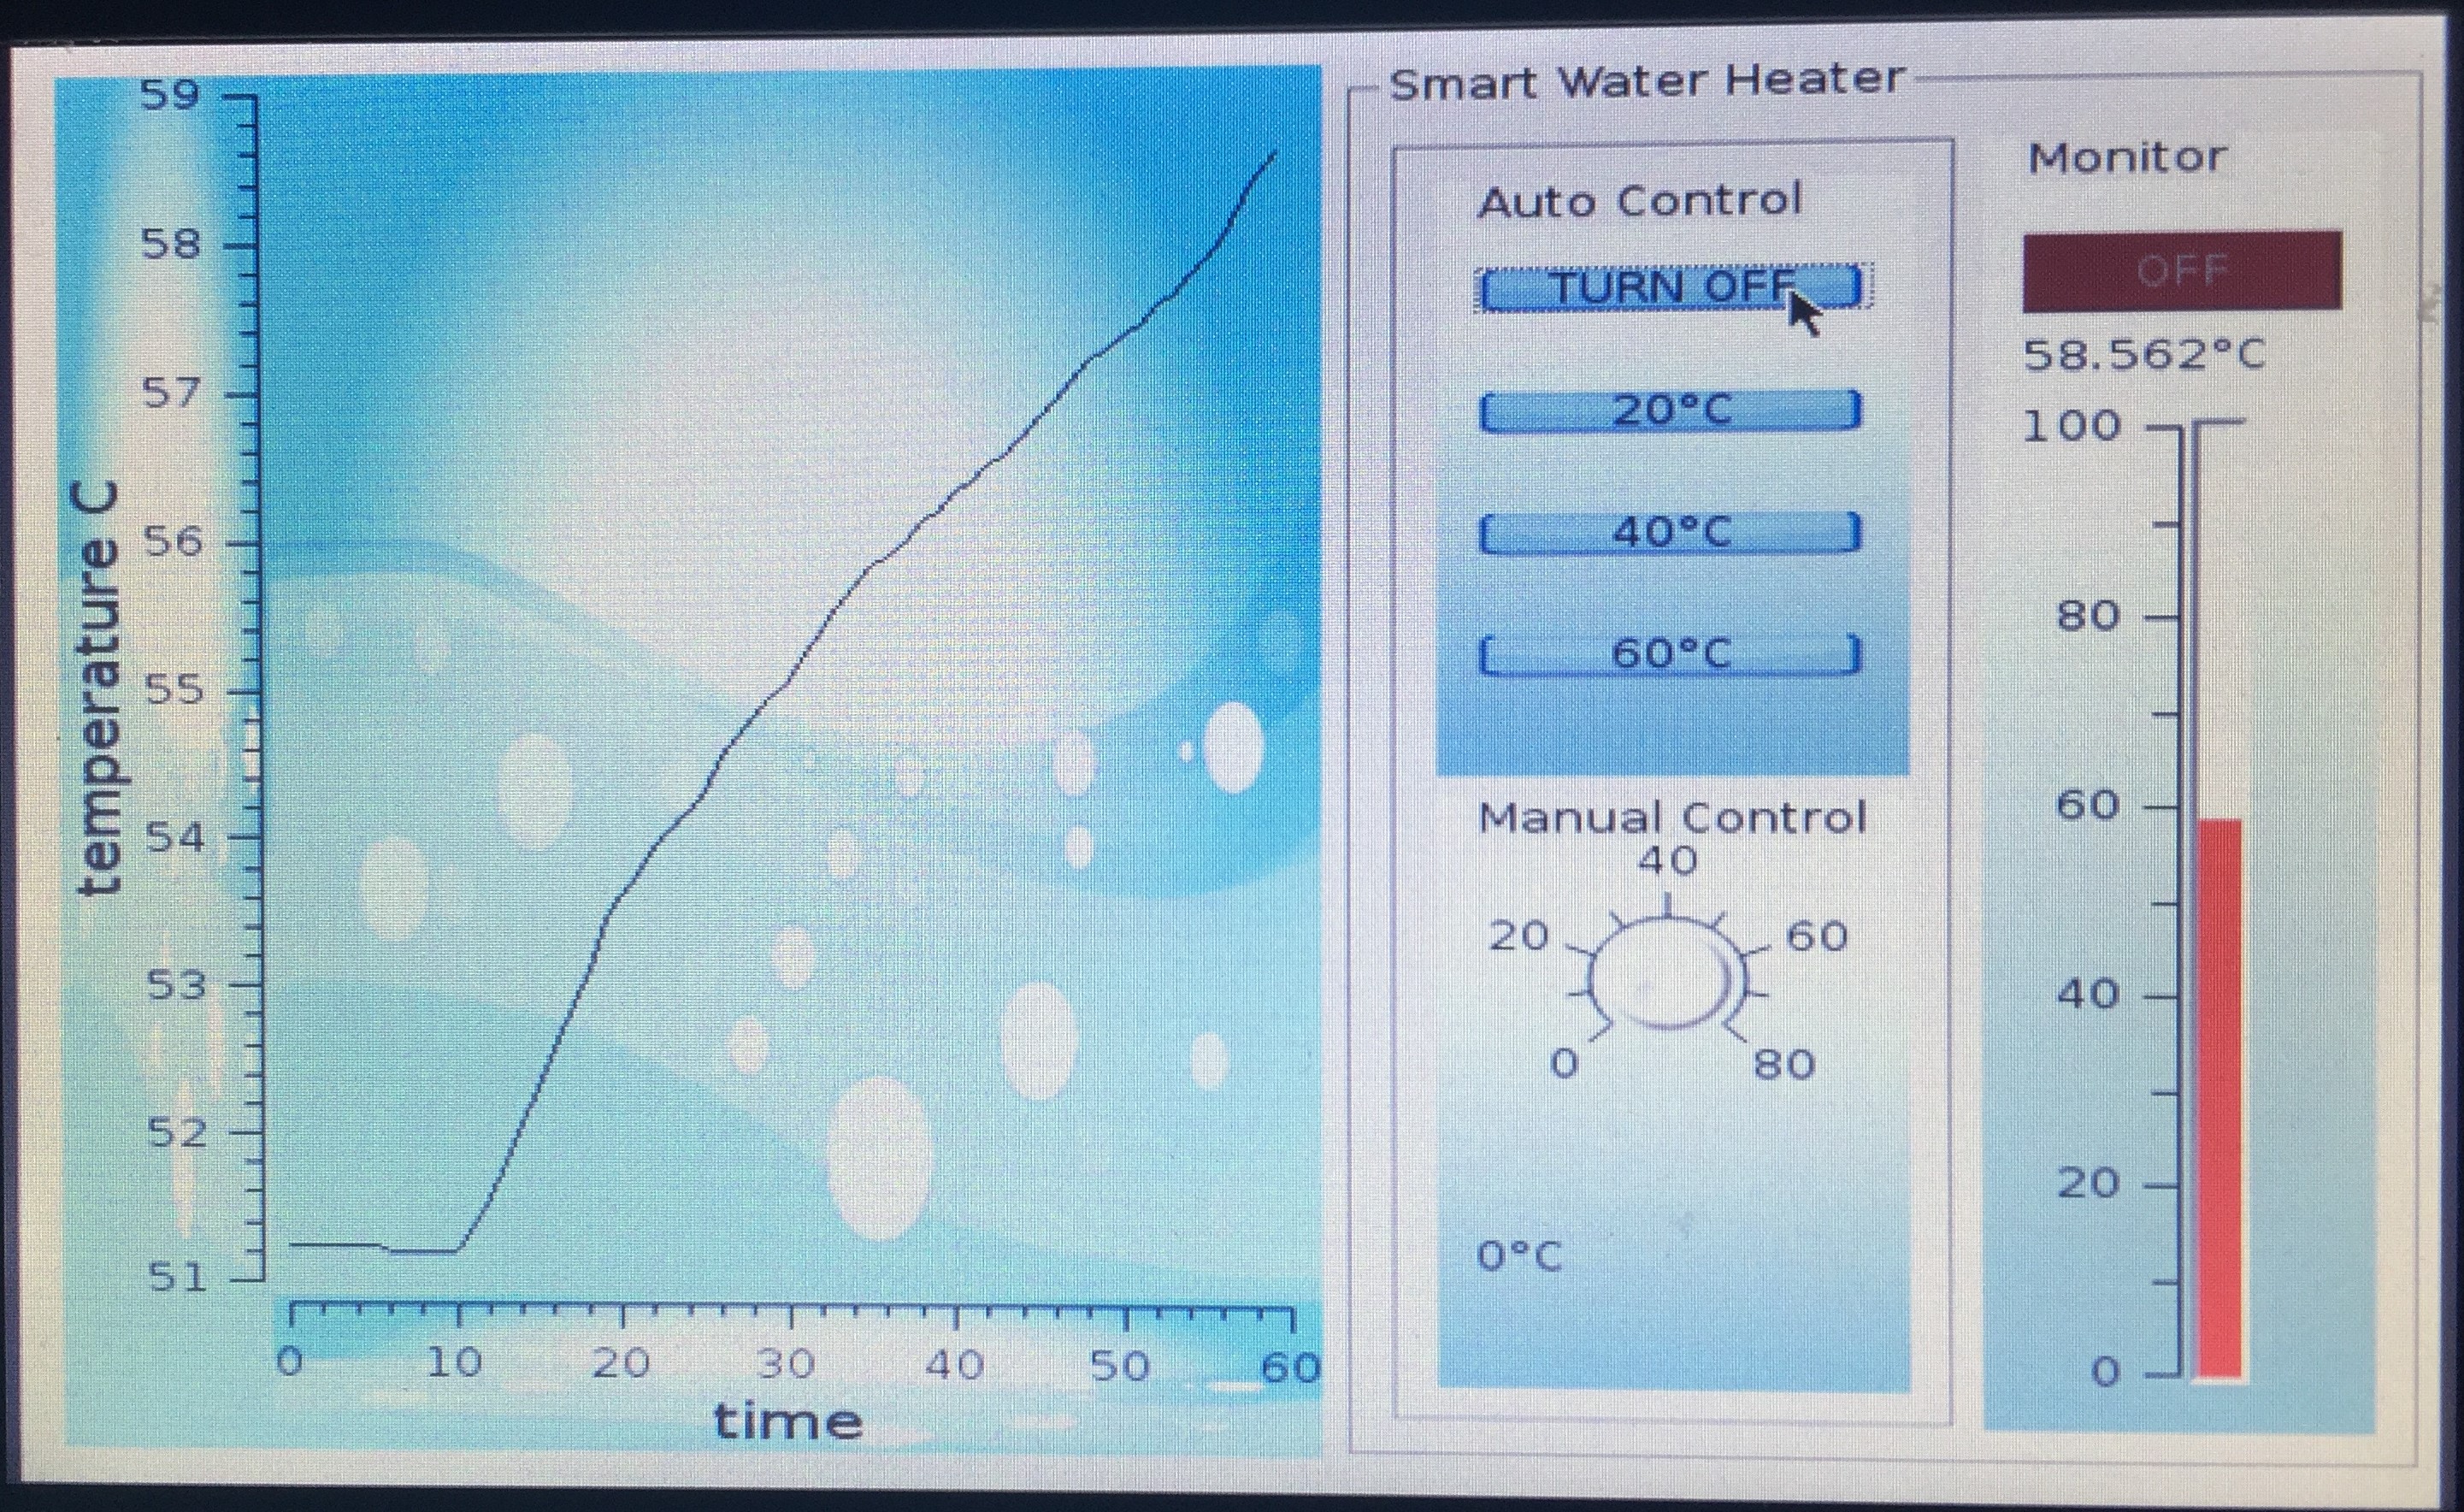 59
58
57
56
55
54
53
52
51
temperature C
0 10 20 30 40 50 60
time
Smart Water Heater
Auto Control
TURN OFF
20°C
40°C
60°C
Manual Control
0 20 40 60 80
0°C
Monitor
OFF
58.562°C
100
80
60
40
20
0